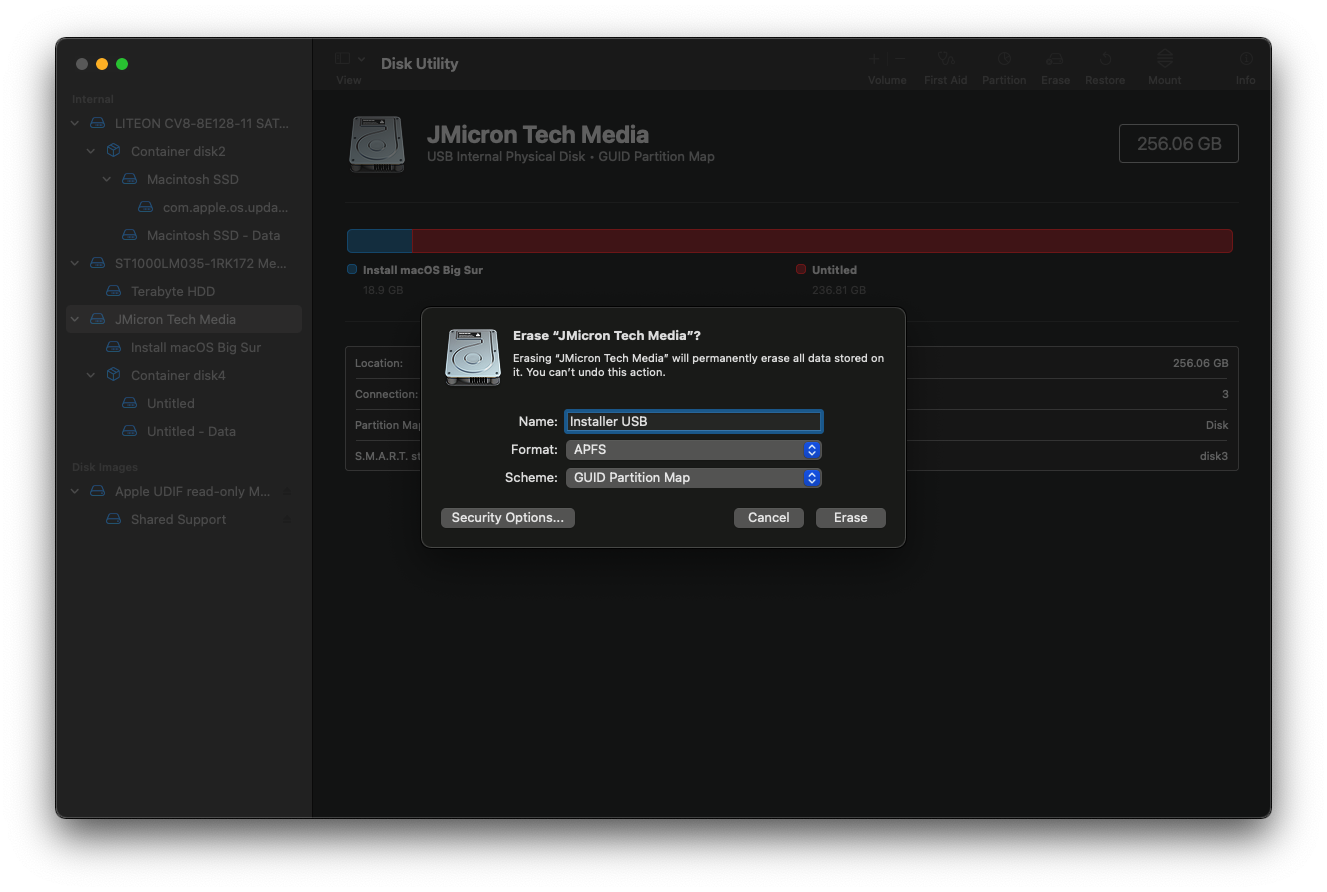 Disk Utility
View
Volume
First Aid
Partition
Erase
Restore
Mount
Info
Internal
LITEON CV8-8E128-11 SAT...
Container disk2
Macintosh SSD
com.apple.os.upda...
Macintosh SSD - Data
ST1000LM035-1RK172 Me...
Terabyte HDD
JMicron Tech Media
Install macOS Big Sur
Container disk4
Untitled
Untitled - Data
Disk Images
Apple UDIF read-only M...
Shared Support
JMicron Tech Media
USB Internal Physical Disk • GUID Partition Map
256.06 GB
Install macOS Big Sur
18.9 GB
Untitled
236.81 GB
Location:
256.06 GB
Connection:
3
Partition Map
Disk
S.M.A.R.T. st
disk3
Erase “JMicron Tech Media”?
Erasing “JMicron Tech Media” will permanently erase all data stored on
it. You can’t undo this action.
Name: Installer USB
Format: APFS
Scheme: GUID Partition Map
Security Options...
Cancel
Erase